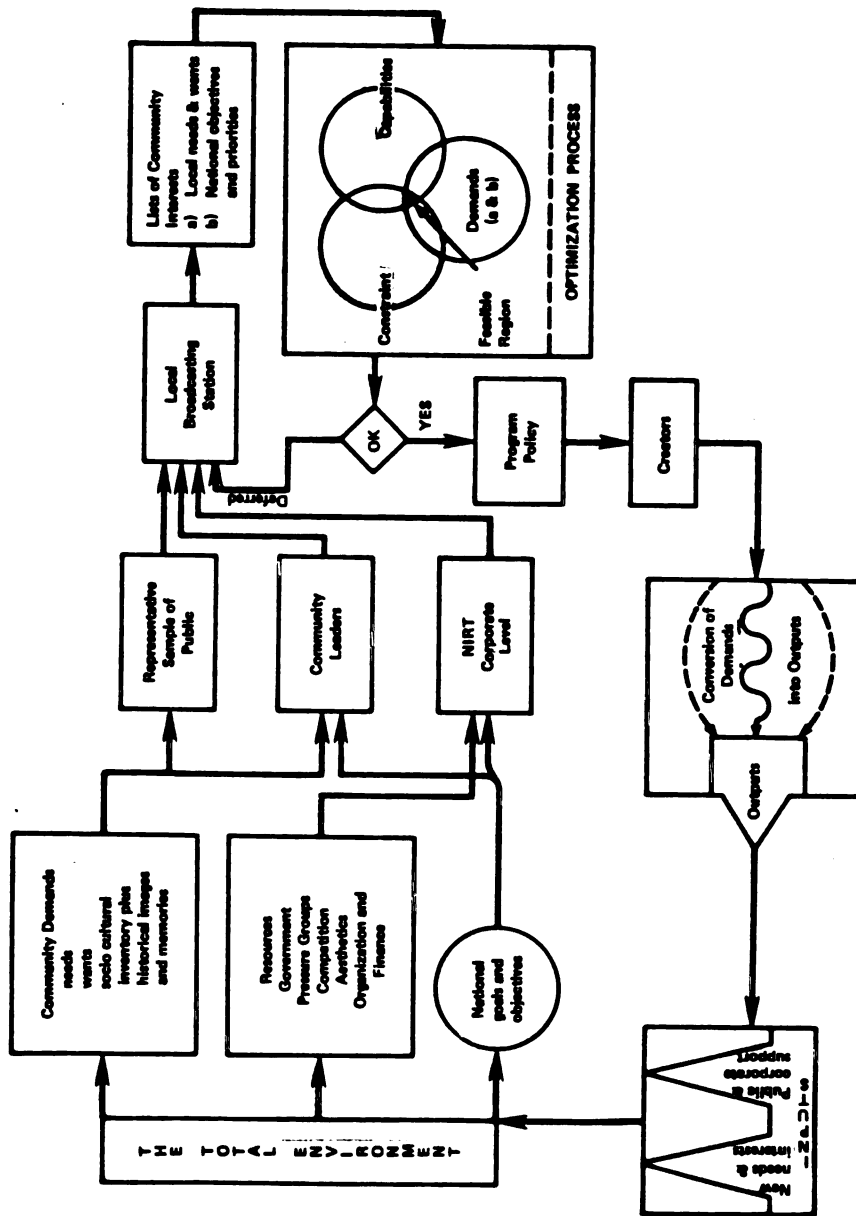 THE TOTAL ENVIRONMENT
Community Demands
needs
wants
socio cultural
inventory plus
historical images
and memories
Resources
Government
Pressure Groups
Competition
Aesthetics
Organization and
Finance
National
goals and
objectives
Representative
Sample of
Public
Community
Leaders
NIRT
Corporate
Level
Local
Broadcasting
Station
Deferred
Lists of Community
Interests
a) Local needs & wants
b) National objectives
and priorities
Capabilities
Constraint
Demands
(a & b)
Feasible
Region
OPTIMIZATION PROCESS
OK
YES
Program
Policy
Creators
Conversion of
Demands
Into Outputs
Outputs
New
needs &
interests
Public &
corporate
support
INPUTS